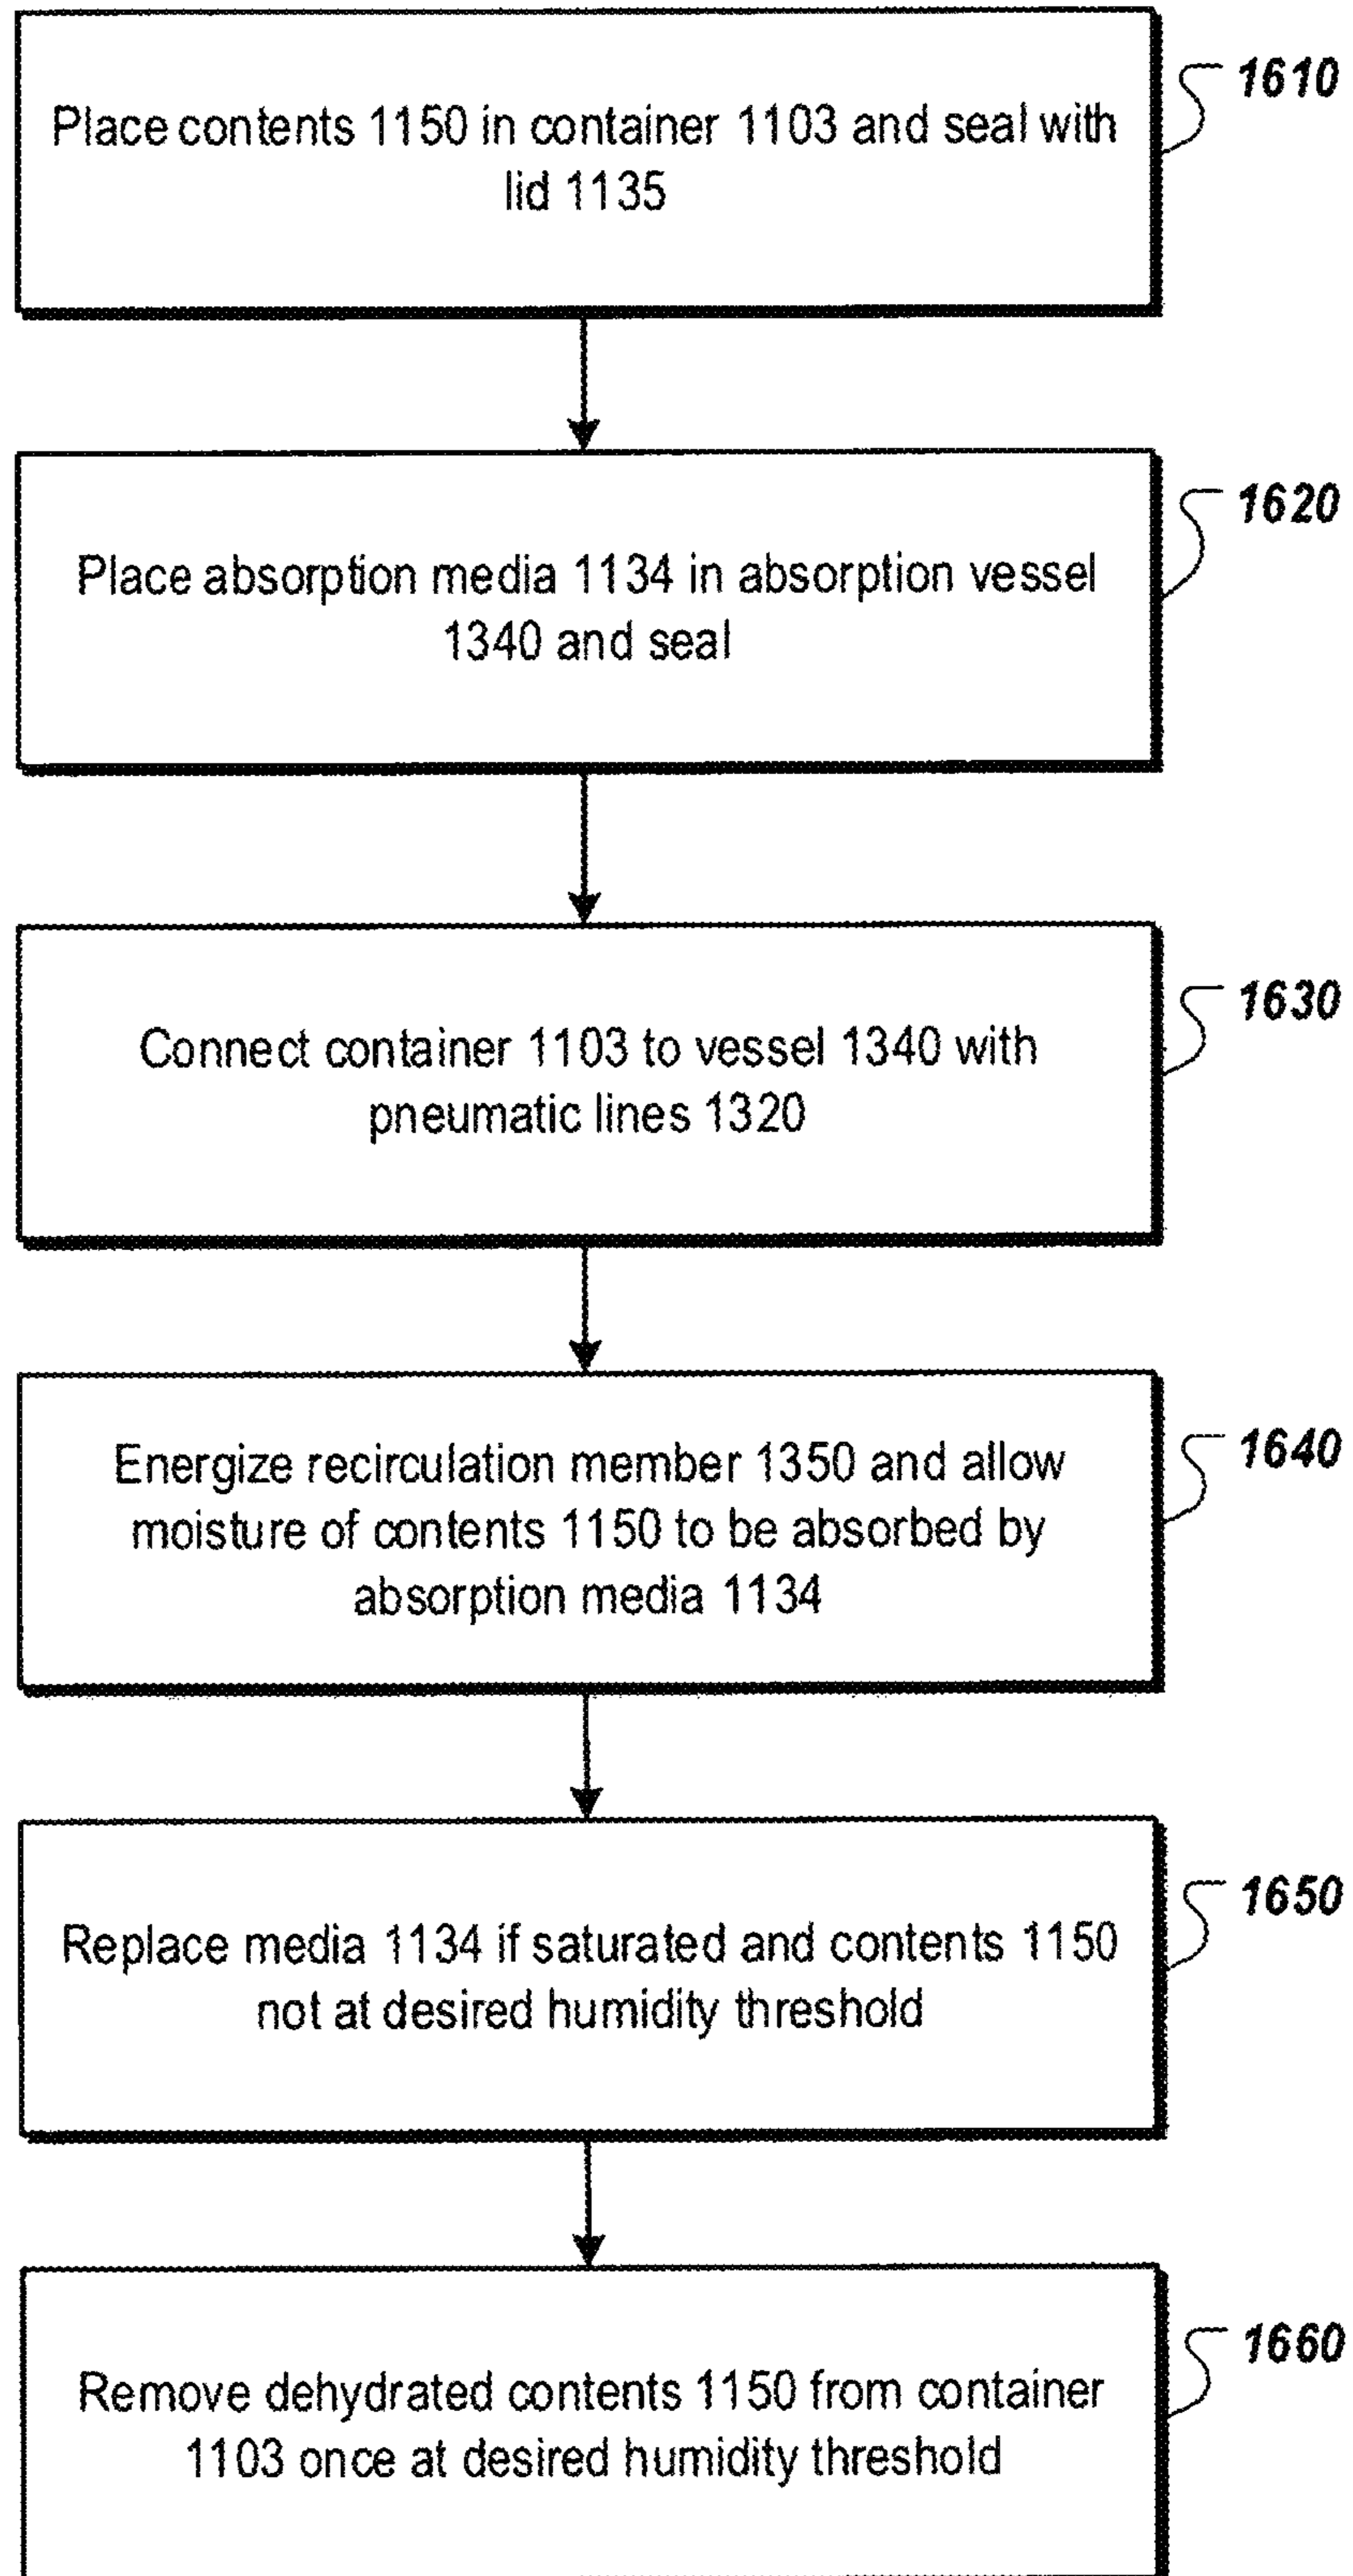 Place contents 1150 in container 1103 and seal with
lid 1135
1610
Place absorption media 1134 in absorption vessel
1340 and seal
1620
Connect container 1103 to vessel 1340 with
pneumatic lines 1320
1630
Energize recirculation member 1350 and allow
moisture of contents 1150 to be absorbed by
absorption media 1134
1640
Replace media 1134 if saturated and contents 1150
not at desired humidity threshold
1650
Remove dehydrated contents 1150 from container
1103 once at desired humidity threshold
1660